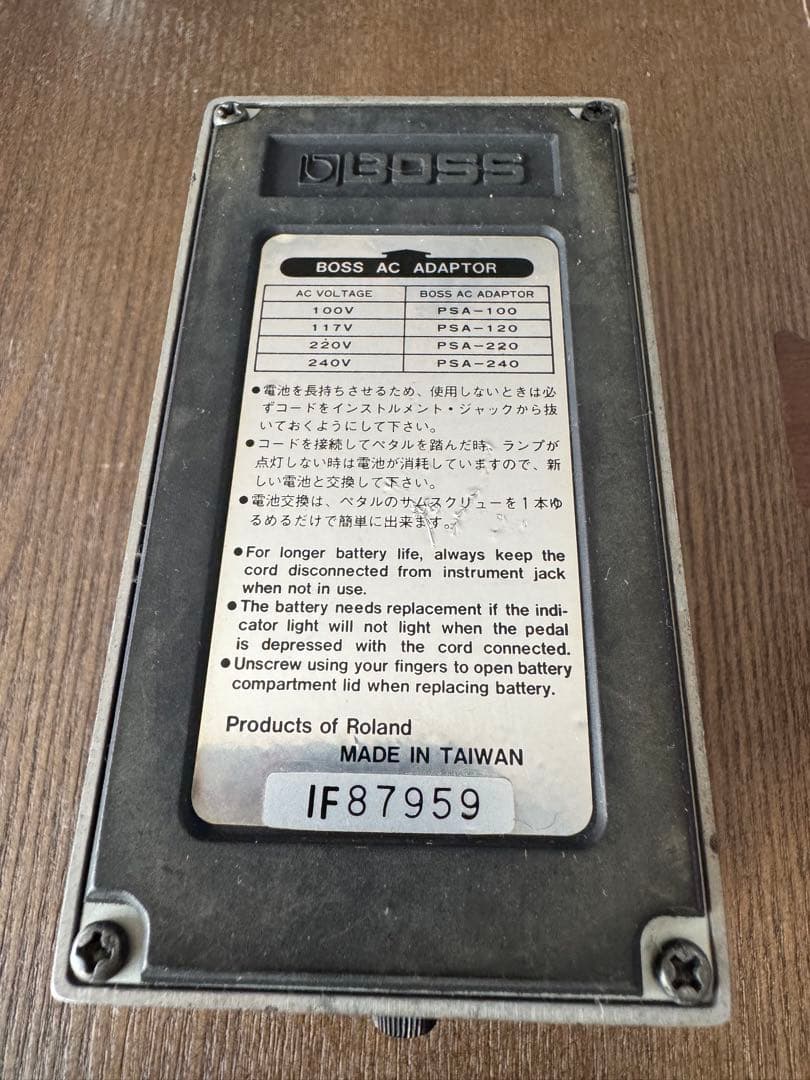 BOSS
BOSS AC ADAPTOR
AC VOLTAGE BOSS AC ADAPTOR
100V PSA-100
117V PSA-120
220V PSA-220
240V PSA-240
●電池を長持ちさせるため、使用しないときは必
ずコードをインストルメント・ジャックから抜
いておくようにして下さい。
●コードを接続してペタルを踏んだ時、ランプが
点灯しない時は電池が消耗していますので、新
しい電池と交換して下さい。
●電池交換は、ペタルのサムスクリューを1本ゆ
るめるだけで簡単に出来ます。
●For longer battery life, always keep the
cord disconnected from instrument jack
when not in use.
●The battery needs replacement if the indi-
cator light will not light when the pedal
is depressed with the cord connected.
●Unscrew using your fingers to open battery
compartment lid when replacing battery.
Products of Roland
MADE IN TAIWAN
IF87959